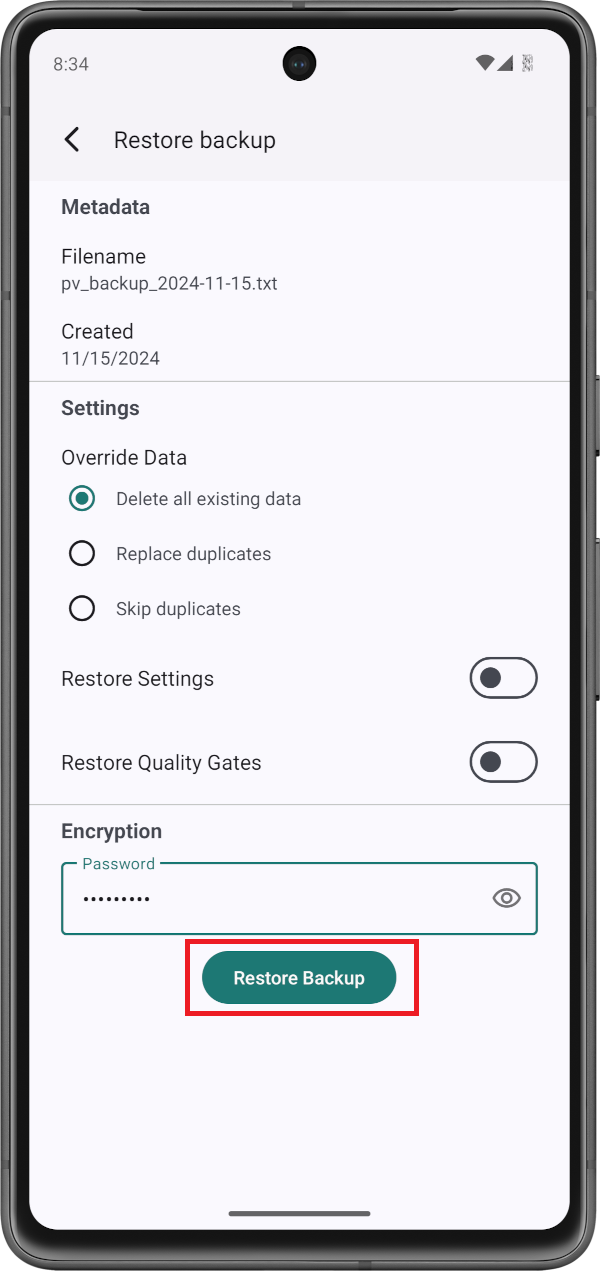 8:34
Restore backup
Metadata
Filename
pv_backup_2024-11-15.txt
Created
11/15/2024
Settings
Override Data
Delete all existing data
Replace duplicates
Skip duplicates
Restore Settings
Restore Quality Gates
Encryption
Password
•••••••••
Restore Backup